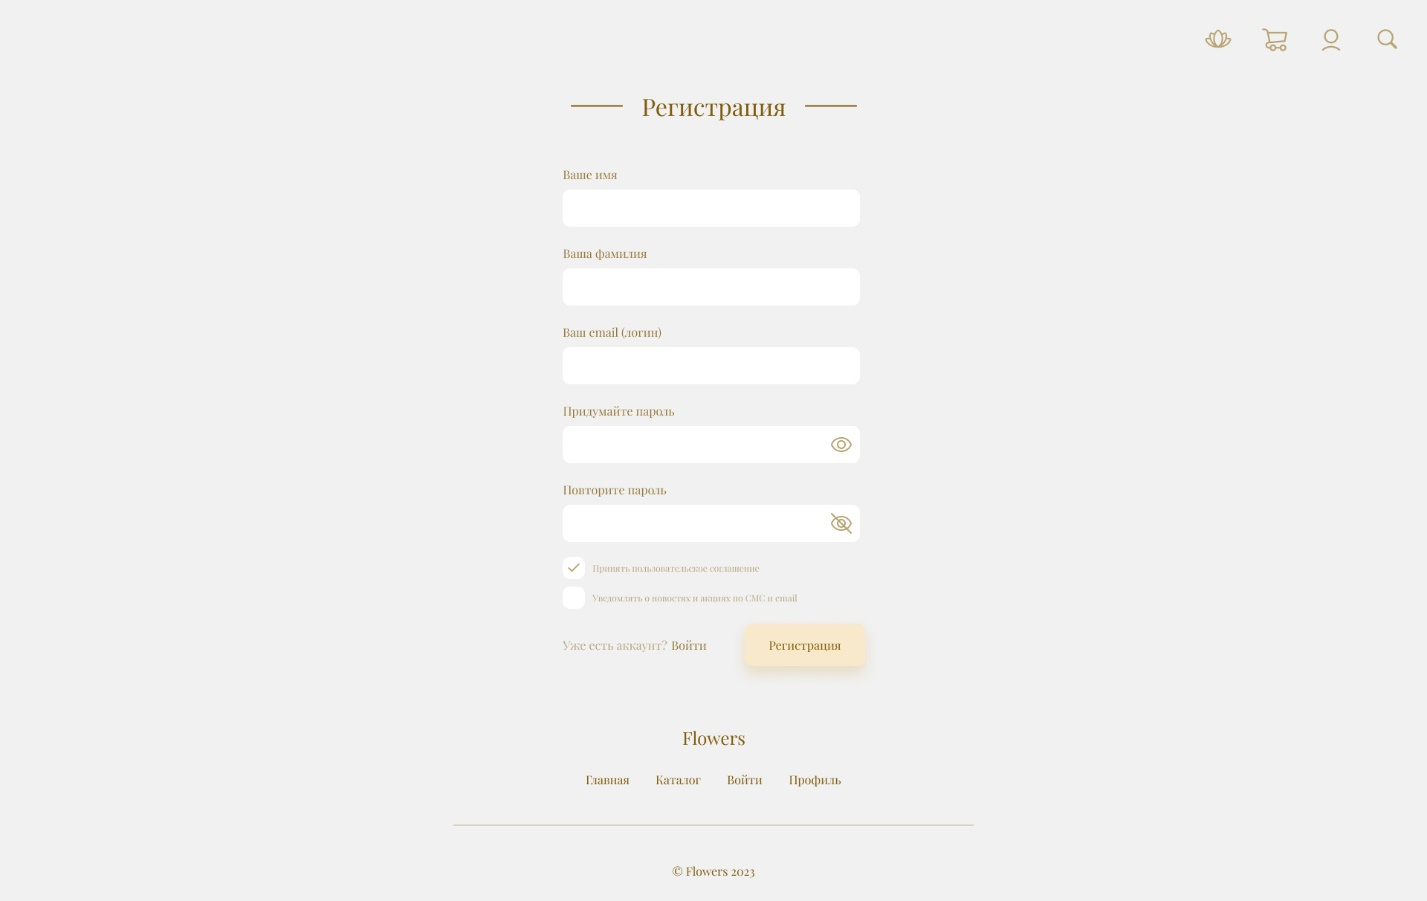 Регистрация
Ваше имя
Ваша фамилия
Ваш email (логин)
Придумайте пароль
Повторите пароль
Принять пользовательское соглашение
Уведомлять о новостях и акциях по СМС и email
Уже есть аккаунт? Войти
Регистрация
Flowers
Главная Каталог Войти Профиль
© Flowers 2023